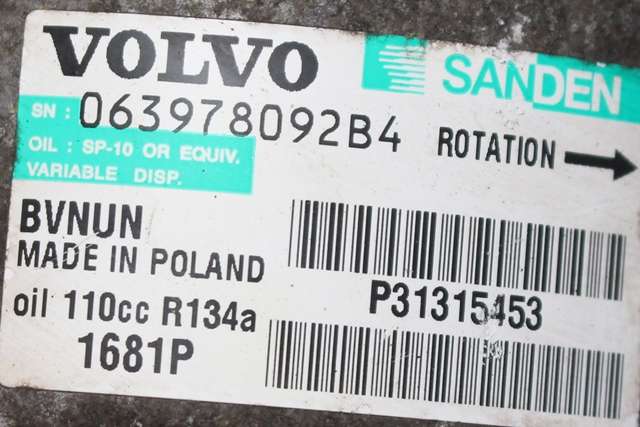 VOLVO SANDEN
SN : 063978092B4
OIL : SP-10 OR EQUIV.
VARIABLE DISP.
ROTATION
BVNUN
MADE IN POLAND
oil 110cc R134a
1681P
P31315453